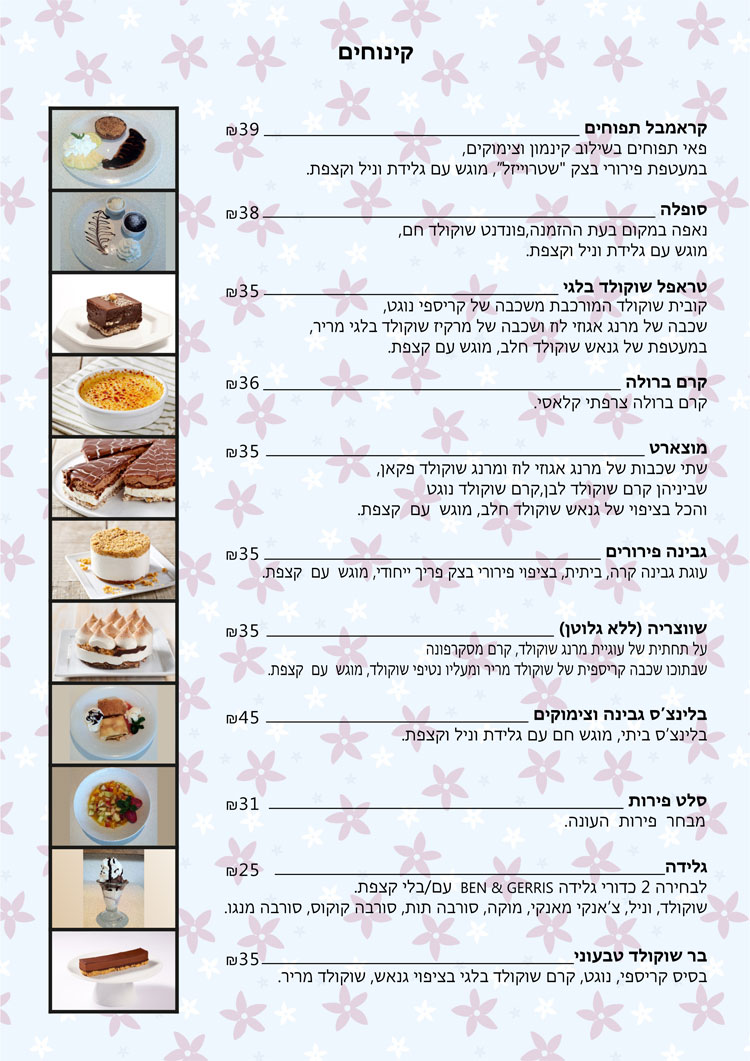 קינוחים
קראמבל תפוחים ₪39
פאי תפוחים בשילוב קינמון וצימוקים,
במעטפת פירורי בצק "שטרוייזל”, מוגש עם גלידת וניל וקצפת.
סופלה ₪38
נאפה במקום בעת ההזמנה,פונדנט שוקולד חם,
מוגש עם גלידת וניל וקצפת.
טראפל שוקולד בלגי ₪35
קובית שוקולד המורכבת משכבה של קריספי נוגט,
שכבה של מרנג אגוזי לוז ושכבה של מרקיז שוקולד בלגי מריר,
במעטפת של גנאש שוקולד חלב, מוגש עם קצפת.
קרם ברולה ₪36
קרם ברולה צרפתי קלאסי.
מוצארט ₪35
שתי שכבות של מרנג אגוזי לוז ומרנג שוקולד פקאן,
שביניהן קרם שוקולד לבן,קרם שוקולד נוגט
והכל בציפוי של גנאש שוקולד חלב, מוגש עם קצפת.
גבינה פירורים ₪35
עוגת גבינה קרה, ביתית, בציפוי פירורי בצק פריך ייחודי, מוגש עם קצפת.
שווצריה (ללא גלוטן) ₪35
על תחתית של עוגיית מרנג שוקולד, קרם מסקרפונה
שבתוכו שכבה קריספית של שוקולד מריר ומעליו נטיפי שוקולד, מוגש עם קצפת.
בלינצ’ס גבינה וצימוקים ₪45
בלינצ’ס ביתי, מוגש חם עם גלידת וניל וקצפת.
סלט פירות ₪31
מבחר פירות העונה.
גלידה ₪25
לבחירה 2 כדורי גלידה BEN & GERRIS עם/בלי קצפת.
שוקולד, וניל, צ’אנקי מאנקי, מוקה, סורבה תות, סורבה קוקוס, סורבה מנגו.
בר שוקולד טבעוני ₪35
בסיס קריספי, נוגט, קרם שוקולד בלגי בציפוי גנאש, שוקולד מריר.